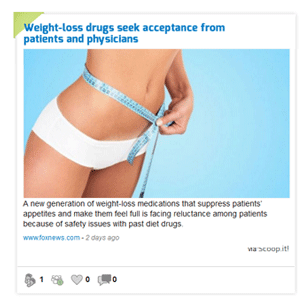 Weight-loss drugs seek acceptance from
patients and physicians
A new generation of weight-loss medications that suppress patients'
appetites and make them feel full is facing reluctance among patients
because of safety issues with past diet drugs.
www.foxnews.com - 2 days ago
via Scoop.it!
1 0 0